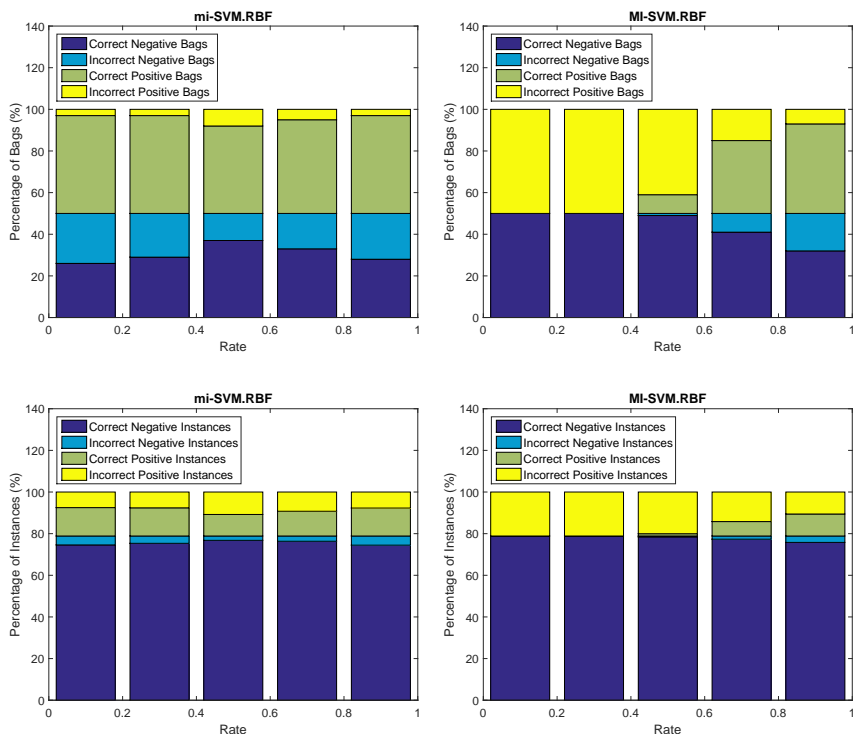 mi-SVM.RBF
140
120
100
80
60
40
20
0
Percentage of Bags (%)
Correct Negative Bags
Incorrect Negative Bags
Correct Positive Bags
Incorrect Positive Bags
0 0.2 0.4 0.6 0.8 1
Rate
MI-SVM.RBF
140
120
100
80
60
40
20
0
Percentage of Bags (%)
Correct Negative Bags
Incorrect Negative Bags
Correct Positive Bags
Incorrect Positive Bags
0 0.2 0.4 0.6 0.8 1
Rate
mi-SVM.RBF
140
120
100
80
60
40
20
0
Percentage of Instances (%)
Correct Negative Instances
Incorrect Negative Instances
Correct Positive Instances
Incorrect Positive Instances
0 0.2 0.4 0.6 0.8 1
Rate
MI-SVM.RBF
140
120
100
80
60
40
20
0
Percentage of Instances (%)
Correct Negative Instances
Incorrect Negative Instances
Correct Positive Instances
Incorrect Positive Instances
0 0.2 0.4 0.6 0.8 1
Rate